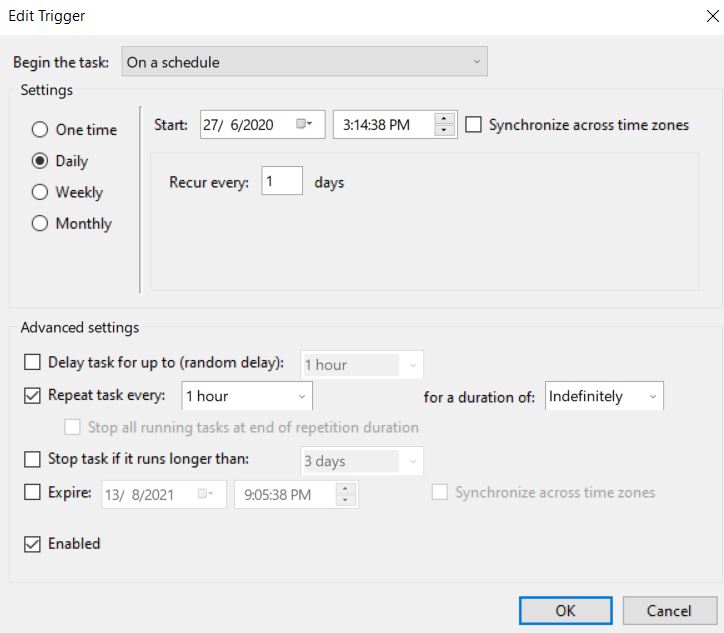 Edit Trigger
Begin the task: On a schedule
Settings
One time
Daily
Weekly
Monthly
Start: 27/ 6/2020 3:14:38 PM Synchronize across time zones
Recur every: 1 days
Advanced settings
Delay task for up to (random delay): 1 hour
Repeat task every: 1 hour for a duration of: Indefinitely
Stop all running tasks at end of repetition duration
Stop task if it runs longer than: 3 days
Expire: 13/ 8/2021 9:05:38 PM Synchronize across time zones
Enabled
OK Cancel